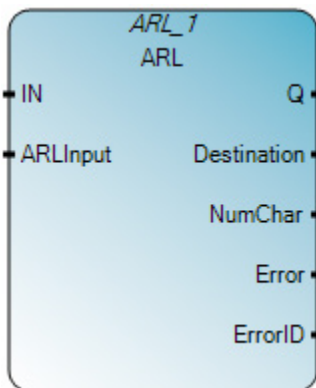 ARL_1
ARL
IN Q
ARLInput Destination
NumChar
Error
ErrorID